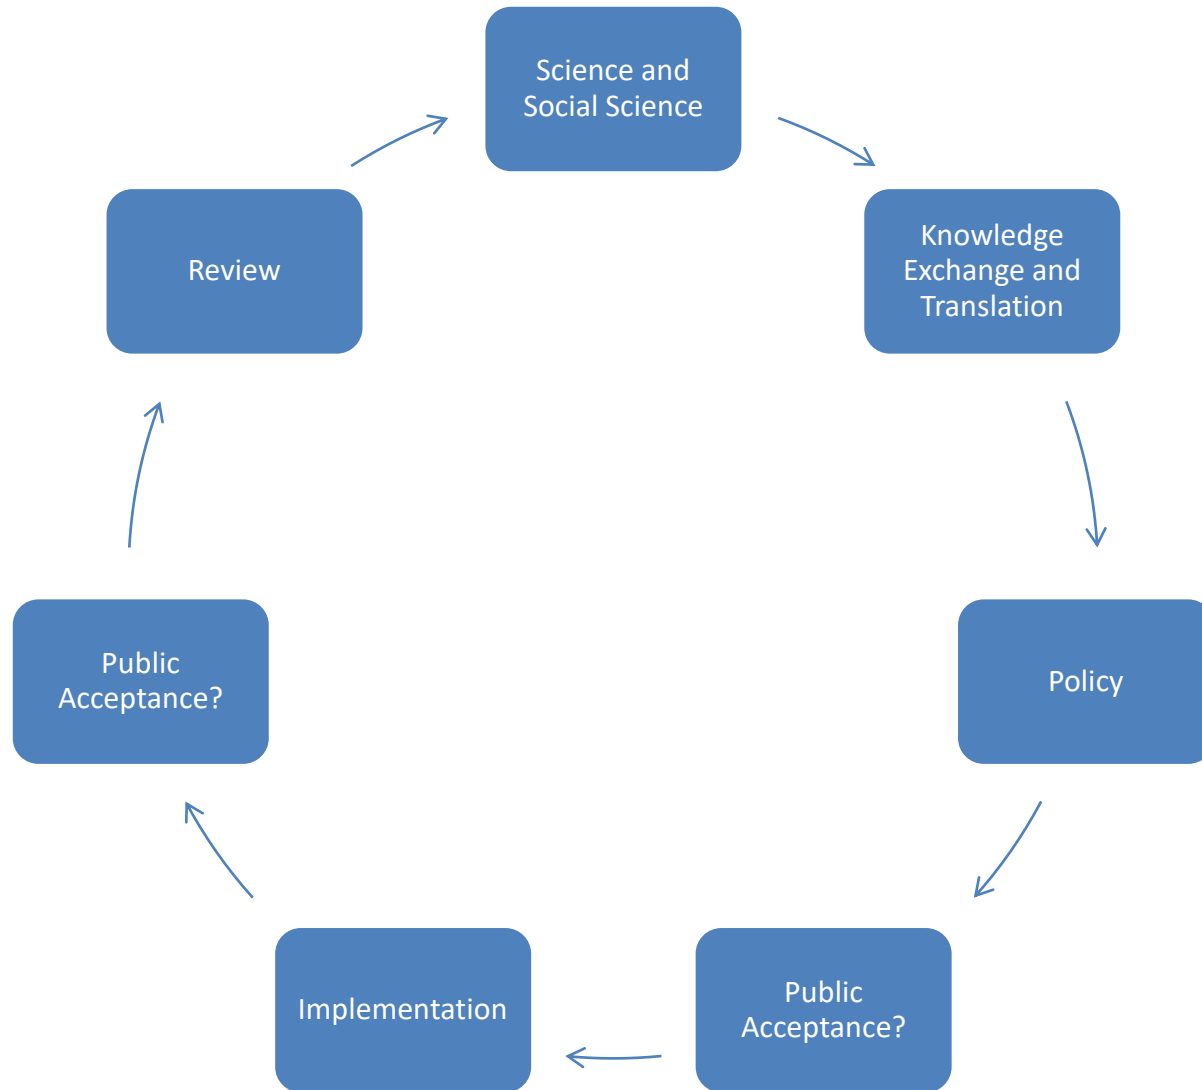 Science and
Social Science
Knowledge
Exchange and
Translation
Policy
Public
Acceptance?
Implementation
Public
Acceptance?
Review